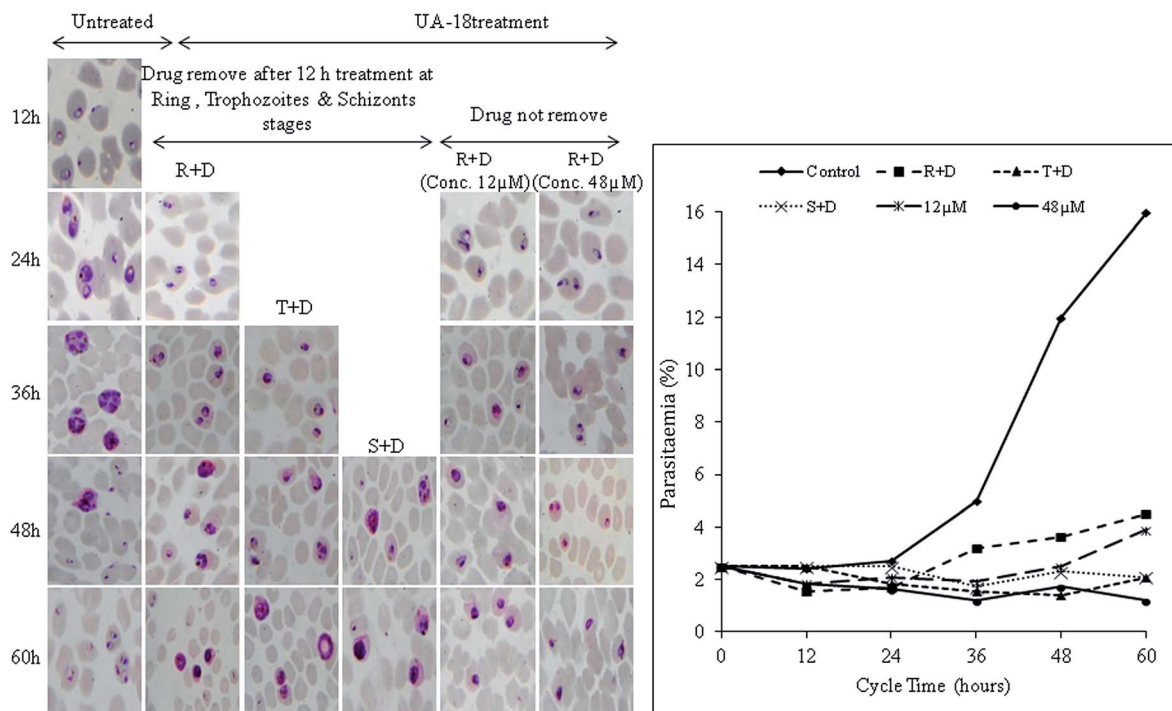 Untreated
UA-18treatment
Drug remove after 12 h treatment at
Ring , Trophozoites & Schizonts
stages
Drug not remove
12h
R+D
R+D
(Conc. 12µM)
R+D
(Conc. 48µM)
24h
T+D
36h
S+D
48h
60h
Control
R+D
T+D
S+D
12µM
48µM
Parasitaemia (%)
16
14
12
10
8
6
4
2
0
0 12 24 36 48 60
Cycle Time (hours)